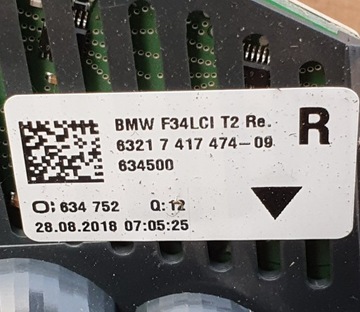 BMW F34LCI T2 Re.
R
6321 7 417 474-09
634500
O: 634 752 Q: 12
28.08.2018 07:05:25